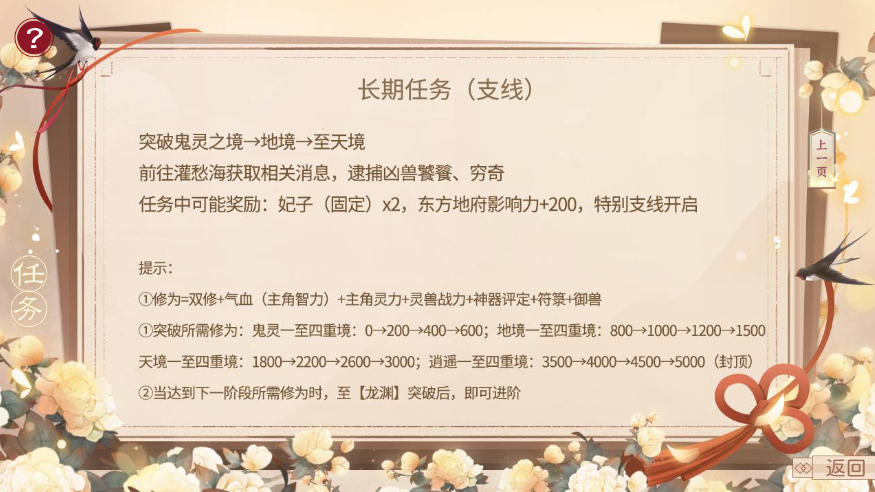 ?
长期任务（支线）
突破鬼灵之境→地境→至天境
前往灌愁海获取相关消息，逮捕凶兽饕餮、穷奇
任务中可能奖励：妃子（固定）x2，东方地府影响力+200，特别支线开启
上一页
任务
提示：
①修为=双修+气血（主角智力）+主角灵力+灵兽战力+神器评定+符箓+御兽
①突破所需修为：鬼灵一至四重境：0→200→400→600；地境一至四重境：800→1000→1200→1500
天境一至四重境：1800→2200→2600→3000；逍遥一至四重境：3500→4000→4500→5000（封顶）
②当达到下一阶段所需修为时，至【龙渊】突破后，即可进阶
返回